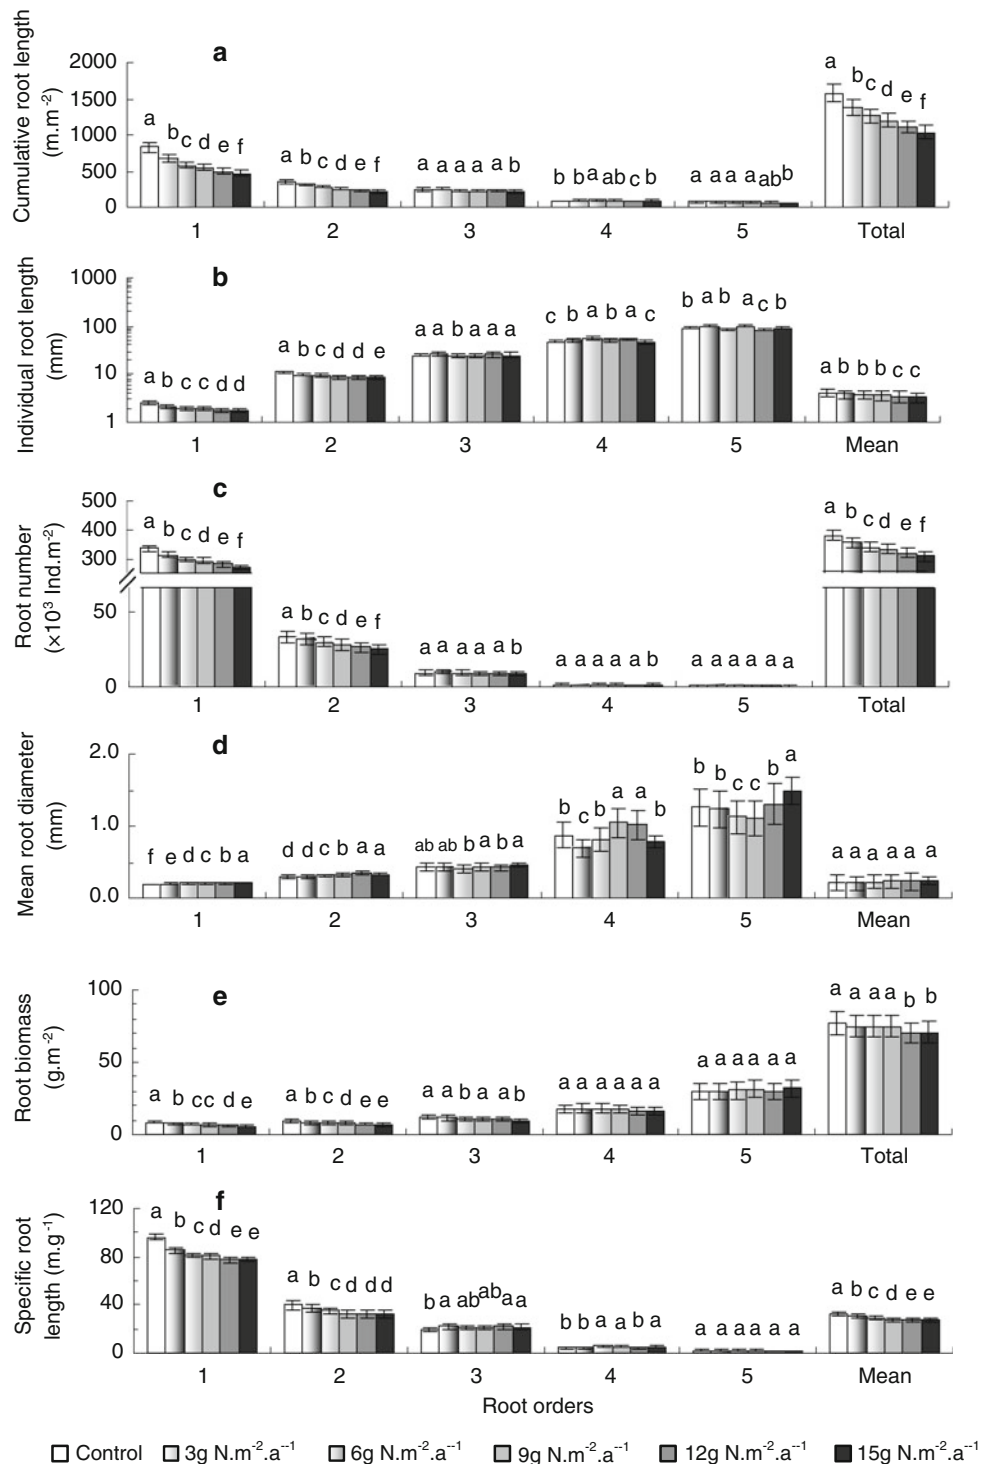 a
Cumulative root length
(m.m⁻²)
2000
1500
1000
500
0
a b c d e f
a b c d e f
a a a a a b
b b a ab c b
a a a a ab b
a b c d e f
1 2 3 4 5 Total
b
Individual root length
(mm)
1000
100
10
1
a b c c d d
a b c d d e
a a b a a a
c b a b a c
b a b a c b
a b b b c c
1 2 3 4 5 Mean
c
Root number
(×10³ Ind.m⁻²)
500
400
300
50
0
a b c d e f
a b c d e f
a a a a a b
a a a a a b
a a a a a a
a b c d e f
1 2 3 4 5 Total
d
Mean root diameter
(mm)
2.0
1.0
0.0
f e d c b a
d d c b a a
ab ab b a b a
b c b a a b
b b c c b a
a a a a a a
1 2 3 4 5 Mean
e
Root biomass
(g.m⁻²)
100
50
0
a b c c d e
a b c d e e
a a b a a b
a a a a a a
a a a a a a
a a a a b b
1 2 3 4 5 Total
f
Specific root
length (m.g⁻¹)
120
80
40
0
a b c d e e
a b c d d d
b a ab ab a a
b b a a b a
a a a a a a
a b c d e e
1 2 3 4 5 Mean
Root orders
Control 3g N.m⁻².a⁻¹ 6g N.m⁻².a⁻¹ 9g N.m⁻².a⁻¹ 12g N.m⁻².a⁻¹ 15g N.m⁻².a⁻¹